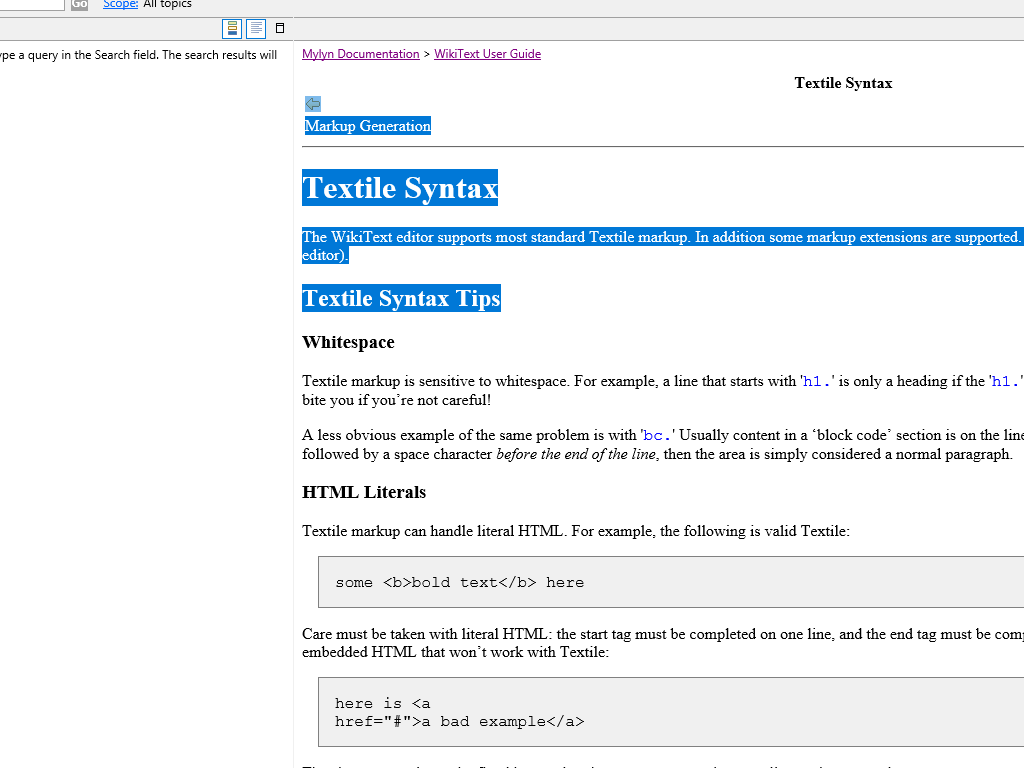 Go Scope: All topics
ype a query in the Search field. The search results will
Mylyn Documentation > WikiText User Guide
Textile Syntax
Markup Generation
Textile Syntax
The WikiText editor supports most standard Textile markup. In addition some markup extensions are supported.
editor).
Textile Syntax Tips
Whitespace
Textile markup is sensitive to whitespace. For example, a line that starts with 'h1.' is only a heading if the 'h1.'
bite you if you’re not careful!
A less obvious example of the same problem is with 'bc.' Usually content in a ‘block code’ section is on the line
followed by a space character before the end of the line, then the area is simply considered a normal paragraph.
HTML Literals
Textile markup can handle literal HTML. For example, the following is valid Textile:
some <b>bold text</b> here
Care must be taken with literal HTML: the start tag must be completed on one line, and the end tag must be com
embedded HTML that won’t work with Textile:
here is <a
href="#">a bad example</a>